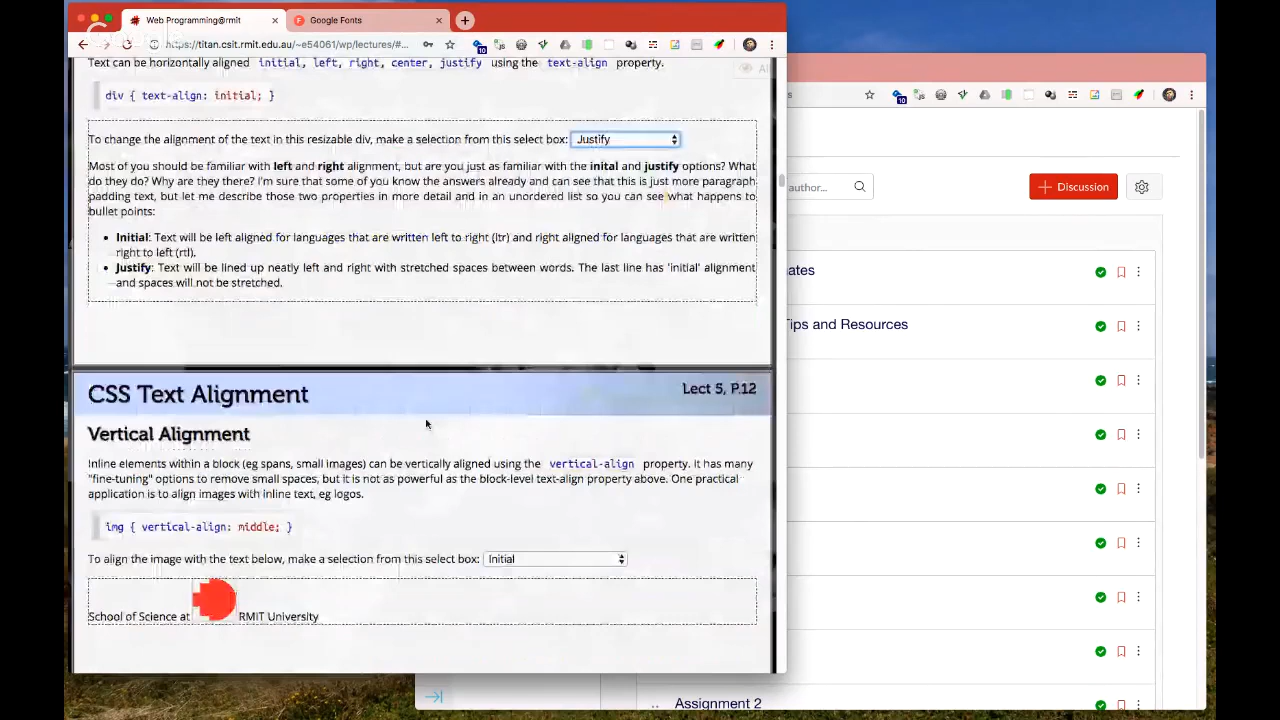 Web Programming@rmit
Google Fonts
https://titan.csit.rmit.edu.au/~e54061/wp/lectures/#...
Text can be horizontally aligned initial, left, right, center, justify using the text-align property.
div { text-align: initial; }
To change the alignment of the text in this resizable div, make a selection from this select box: Justify
Most of you should be familiar with left and right alignment, but are you just as familiar with the inital and justify options? What
do they do? Why are they there? I'm sure that some of you know the answers already and can see that this is just more paragraph
padding text, but let me describe those two properties in more detail and in an unordered list so you can see what happens to
bullet points:
• Initial: Text will be left aligned for languages that are written left to right (ltr) and right aligned for languages that are written
right to left (rtl).
• Justify: Text will be lined up neatly left and right with stretched spaces between words. The last line has 'initial' alignment
and spaces will not be stretched.
CSS Text Alignment
Lect 5, P.12
Vertical Alignment
Inline elements within a block (eg spans, small images) can be vertically aligned using the vertical-align property. It has many
"fine-tuning" options to remove small spaces, but it is not as powerful as the block-level text-align property above. One practical
application is to align images with inline text, eg logos.
img { vertical-align: middle; }
To align the image with the text below, make a selection from this select box: Initial
School of Science at RMIT University
author...
+ Discussion
ates
Tips and Resources
Assignment 2
10
10